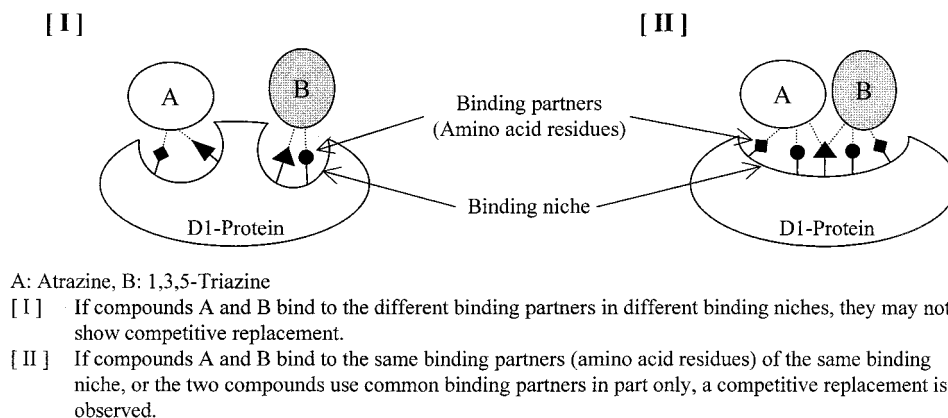 [ I ]
[ II ]
A
B
A
B
Binding partners
(Amino acid residues)
Binding niche
D1-Protein
D1-Protein
A: Atrazine, B: 1,3,5-Triazine
[ I ] If compounds A and B bind to the different binding partners in different binding niches, they may not
show competitive replacement.
[ II ] If compounds A and B bind to the same binding partners (amino acid residues) of the same binding
niche, or the two compounds use common binding partners in part only, a competitive replacement is
observed.